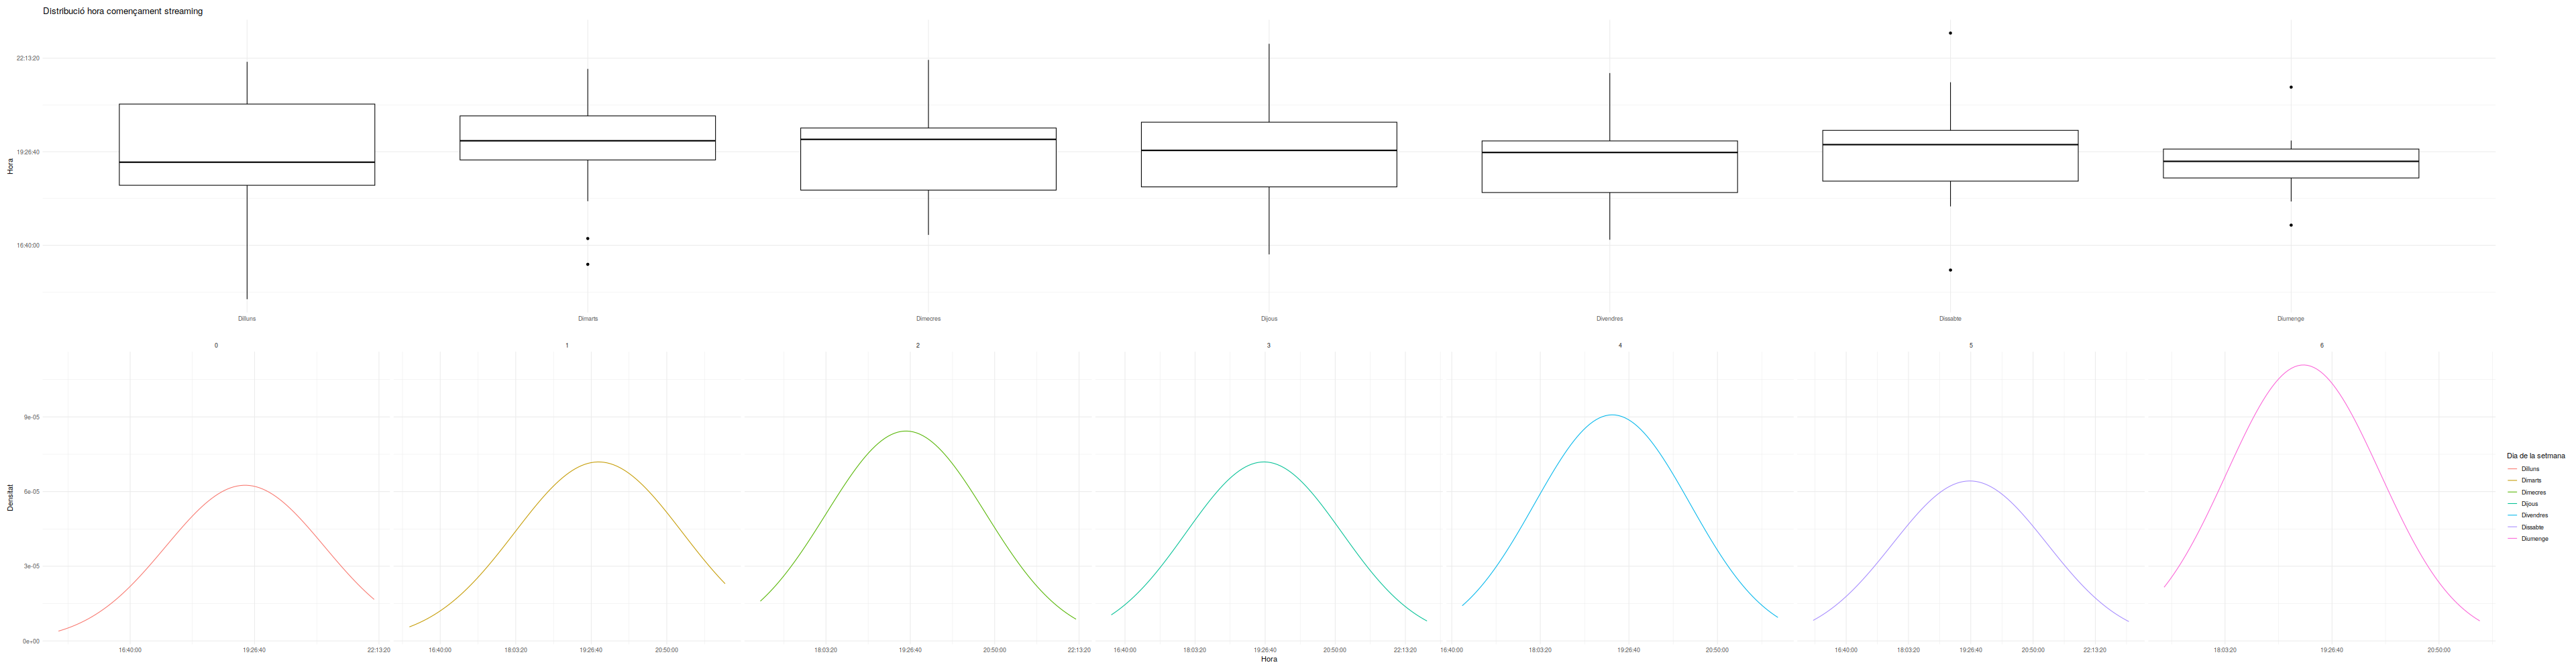 Distribució hora començament streaming
Hora
22:13:20
19:26:40
16:40:00
Dilluns Dimarts Dimecres Dijous Divendres Dissabte Diumenge
0 1 2 3 4 5 6
Densitat
9e-05
6e-05
3e-05
0e+00
16:40:00 19:26:40 22:13:20 16:40:00 18:03:20 19:26:40 20:50:00 18:03:20 19:26:40 20:50:00 22:13:20 16:40:00 18:03:20 19:26:40 20:50:00 22:13:20 16:40:00 18:03:20 19:26:40 20:50:00 16:40:00 18:03:20 19:26:40 20:50:00 22:13:20 18:03:20 19:26:40 20:50:00
Hora
Dia de la setmana
Dilluns
Dimarts
Dimecres
Dijous
Divendres
Dissabte
Diumenge